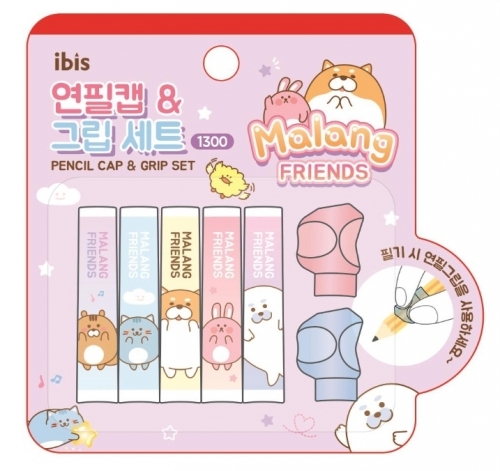 ibis
연필캡 &
그립 세트 1300
PENCIL CAP & GRIP SET
Malang
FRIENDS
MALANG
FRIENDS
MALANG
FRIENDS
MALANG
FRIENDS
MALANG
FRIENDS
MALANG
FRIENDS
필기 시 연필그립을
사용하세요~